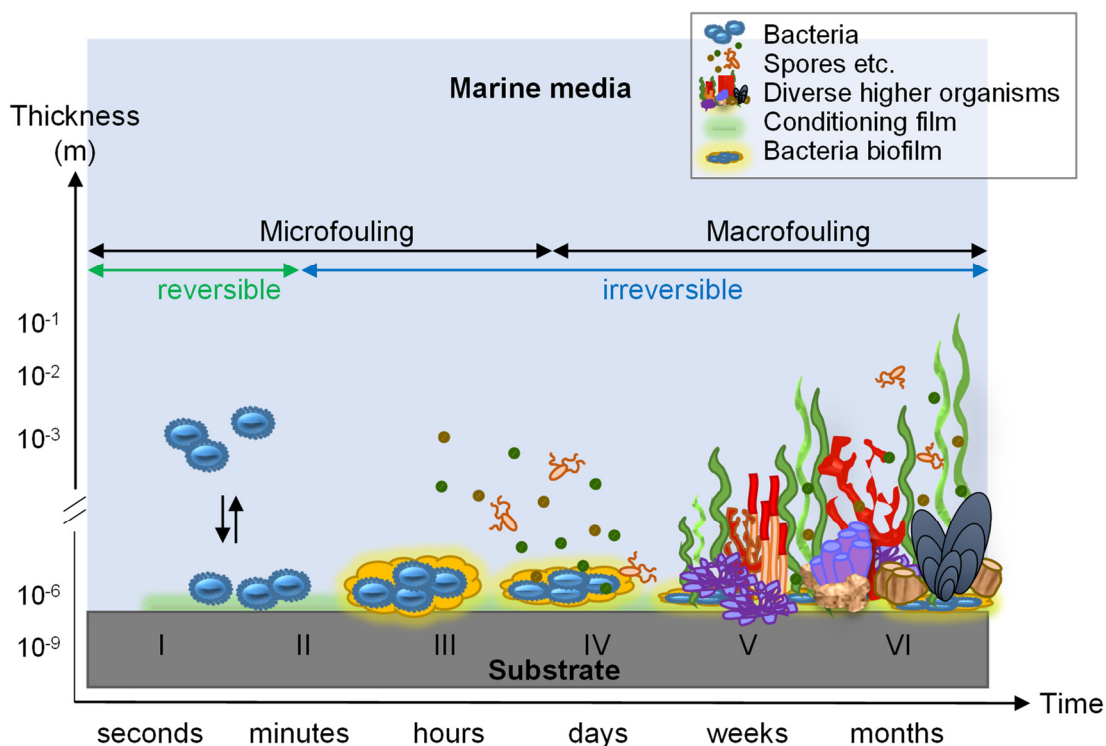 Bacteria
Spores etc.
Diverse higher organisms
Conditioning film
Bacteria biofilm
Marine media
Thickness
(m)
Microfouling
Macrofouling
reversible
irreversible
10⁻¹
10⁻²
10⁻³
10⁻⁶
10⁻⁹
I II III IV V VI
Substrate
Time
seconds minutes hours days weeks months